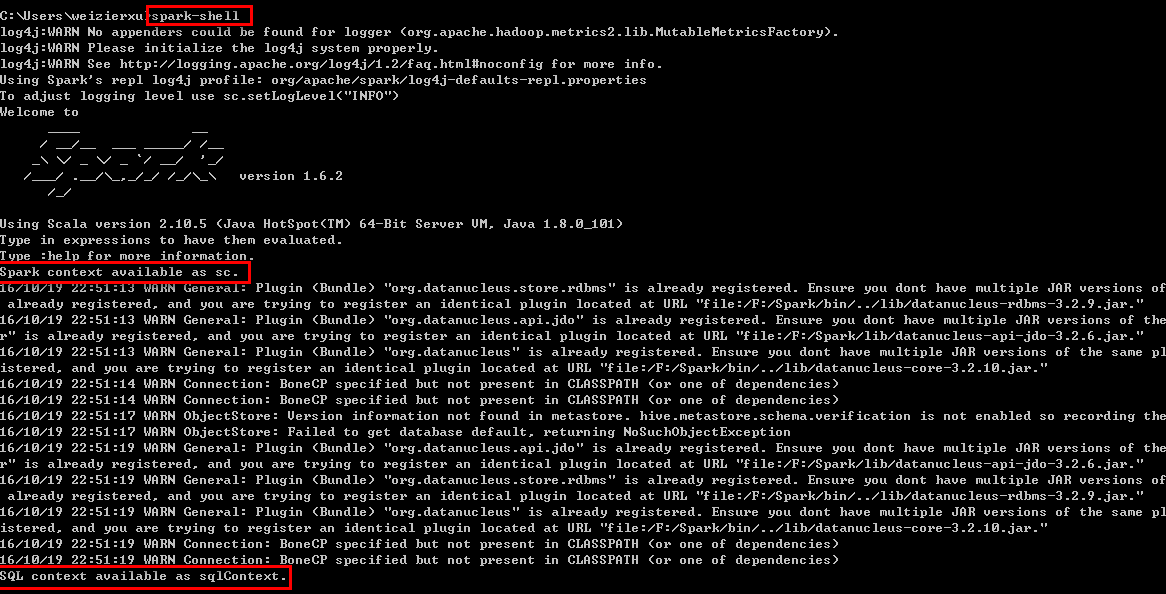 C:\Users\weizierxu>spark-shell
log4j:WARN No appenders could be found for logger (org.apache.hadoop.metrics2.lib.MutableMetricsFactory).
log4j:WARN Please initialize the log4j system properly.
log4j:WARN See http://logging.apache.org/log4j/1.2/faq.html#noconfig for more info.
Using Spark's repl log4j profile: org/apache/spark/log4j-defaults-repl.properties
To adjust logging level use sc.setLogLevel("INFO")
Welcome to
      ____              __
     / __/__  ___ _____/ /__
    _\ \/ _ \/ _ `/ __/  '_/
   /___/ .__/\_,_/_/ /_/\_\   version 1.6.2
      /_/
Using Scala version 2.10.5 (Java HotSpot(TM) 64-Bit Server VM, Java 1.8.0_101)
Type in expressions to have them evaluated.
Type :help for more information.
Spark context available as sc.
16/10/19 22:51:13 WARN General: Plugin (Bundle) "org.datanucleus.store.rdbms" is already registered. Ensure you dont have multiple JAR versions of
already registered, and you are trying to register an identical plugin located at URL "file:/F:/Spark/bin/../lib/datanucleus-rdbms-3.2.9.jar."
16/10/19 22:51:13 WARN General: Plugin (Bundle) "org.datanucleus.api.jdo" is already registered. Ensure you dont have multiple JAR versions of the
r" is already registered, and you are trying to register an identical plugin located at URL "file:/F:/Spark/lib/datanucleus-api-jdo-3.2.6.jar."
16/10/19 22:51:13 WARN General: Plugin (Bundle) "org.datanucleus" is already registered. Ensure you dont have multiple JAR versions of the same pl
istered, and you are trying to register an identical plugin located at URL "file:/F:/Spark/bin/../lib/datanucleus-core-3.2.10.jar."
16/10/19 22:51:14 WARN Connection: BoneCP specified but not present in CLASSPATH (or one of dependencies)
16/10/19 22:51:14 WARN Connection: BoneCP specified but not present in CLASSPATH (or one of dependencies)
16/10/19 22:51:17 WARN ObjectStore: Version information not found in metastore. hive.metastore.schema.verification is not enabled so recording the
16/10/19 22:51:17 WARN ObjectStore: Failed to get database default, returning NoSuchObjectException
16/10/19 22:51:19 WARN General: Plugin (Bundle) "org.datanucleus.api.jdo" is already registered. Ensure you dont have multiple JAR versions of the
r" is already registered, and you are trying to register an identical plugin located at URL "file:/F:/Spark/lib/datanucleus-api-jdo-3.2.6.jar."
16/10/19 22:51:19 WARN General: Plugin (Bundle) "org.datanucleus.store.rdbms" is already registered. Ensure you dont have multiple JAR versions of
already registered, and you are trying to register an identical plugin located at URL "file:/F:/Spark/bin/../lib/datanucleus-rdbms-3.2.9.jar."
16/10/19 22:51:19 WARN General: Plugin (Bundle) "org.datanucleus" is already registered. Ensure you dont have multiple JAR versions of the same pl
istered, and you are trying to register an identical plugin located at URL "file:/F:/Spark/bin/../lib/datanucleus-core-3.2.10.jar."
16/10/19 22:51:19 WARN Connection: BoneCP specified but not present in CLASSPATH (or one of dependencies)
16/10/19 22:51:19 WARN Connection: BoneCP specified but not present in CLASSPATH (or one of dependencies)
SQL context available as sqlContext.